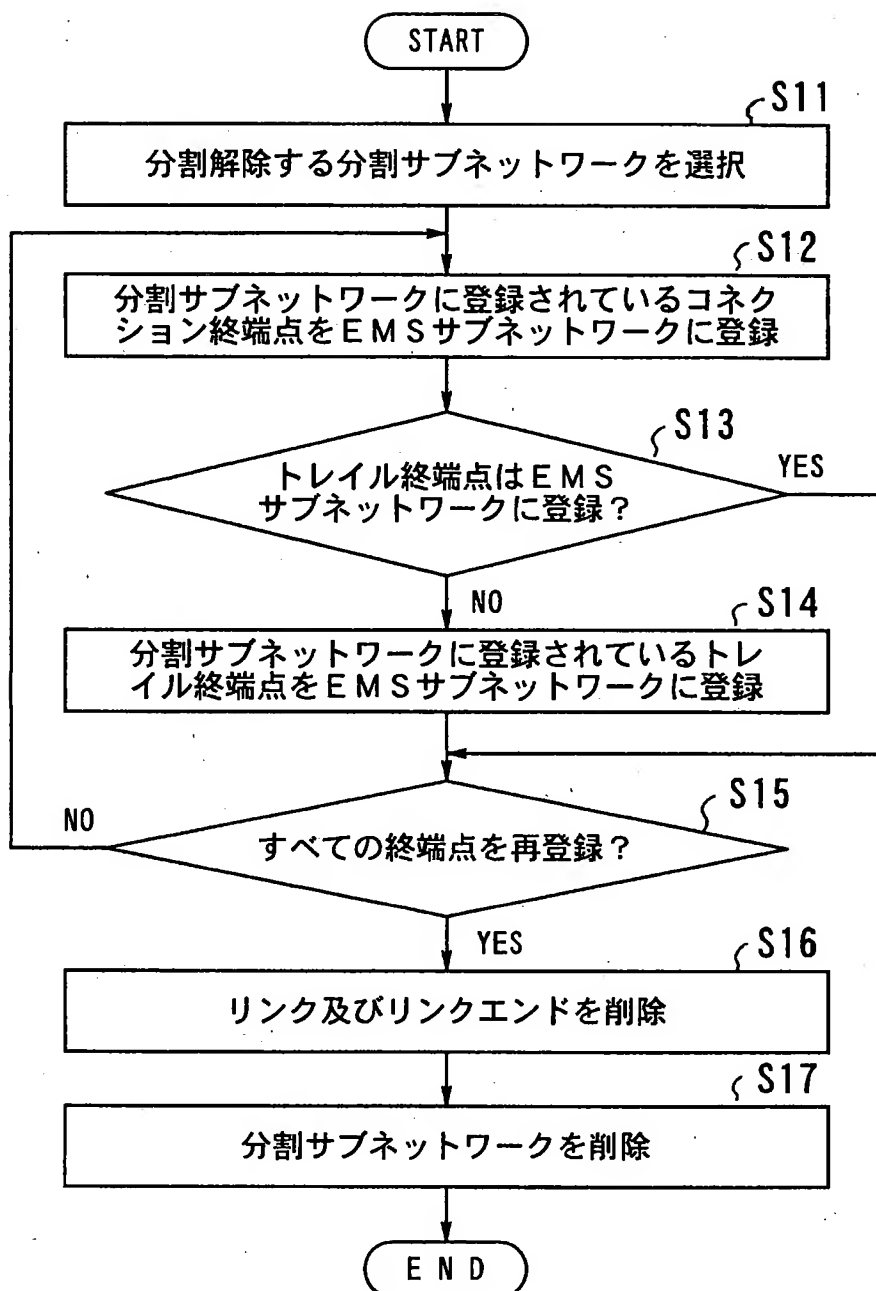 START
S11
分割解除する分割サブネットワークを選択
S12
分割サブネットワークに登録されているコネク
ション終端点をEMSサブネットワークに登録
S13
トレイル終端点はEMS
サブネットワークに登録?
YES
NO
S14
分割サブネットワークに登録されているトレ
イル終端点をEMSサブネットワークに登録
S15
NO
すべての終端点を再登録?
YES
S16
リンク及びリンクエンドを削除
S17
分割サブネットワークを削除
END